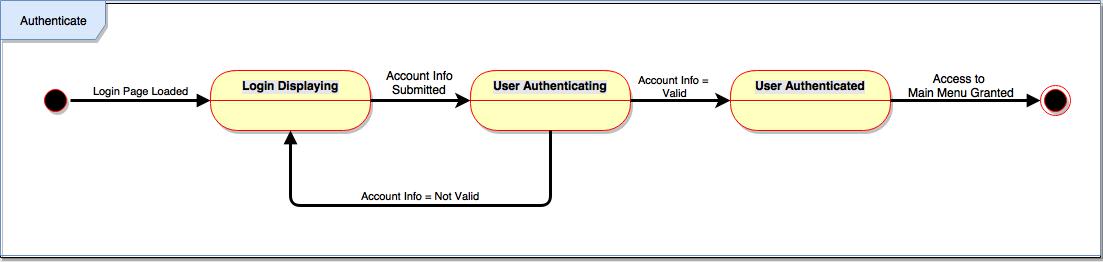 Authenticate
Login Page Loaded
Login Displaying
Account Info
Submitted
User Authenticating
Account Info =
Valid
User Authenticated
Access to
Main Menu Granted
Account Info = Not Valid